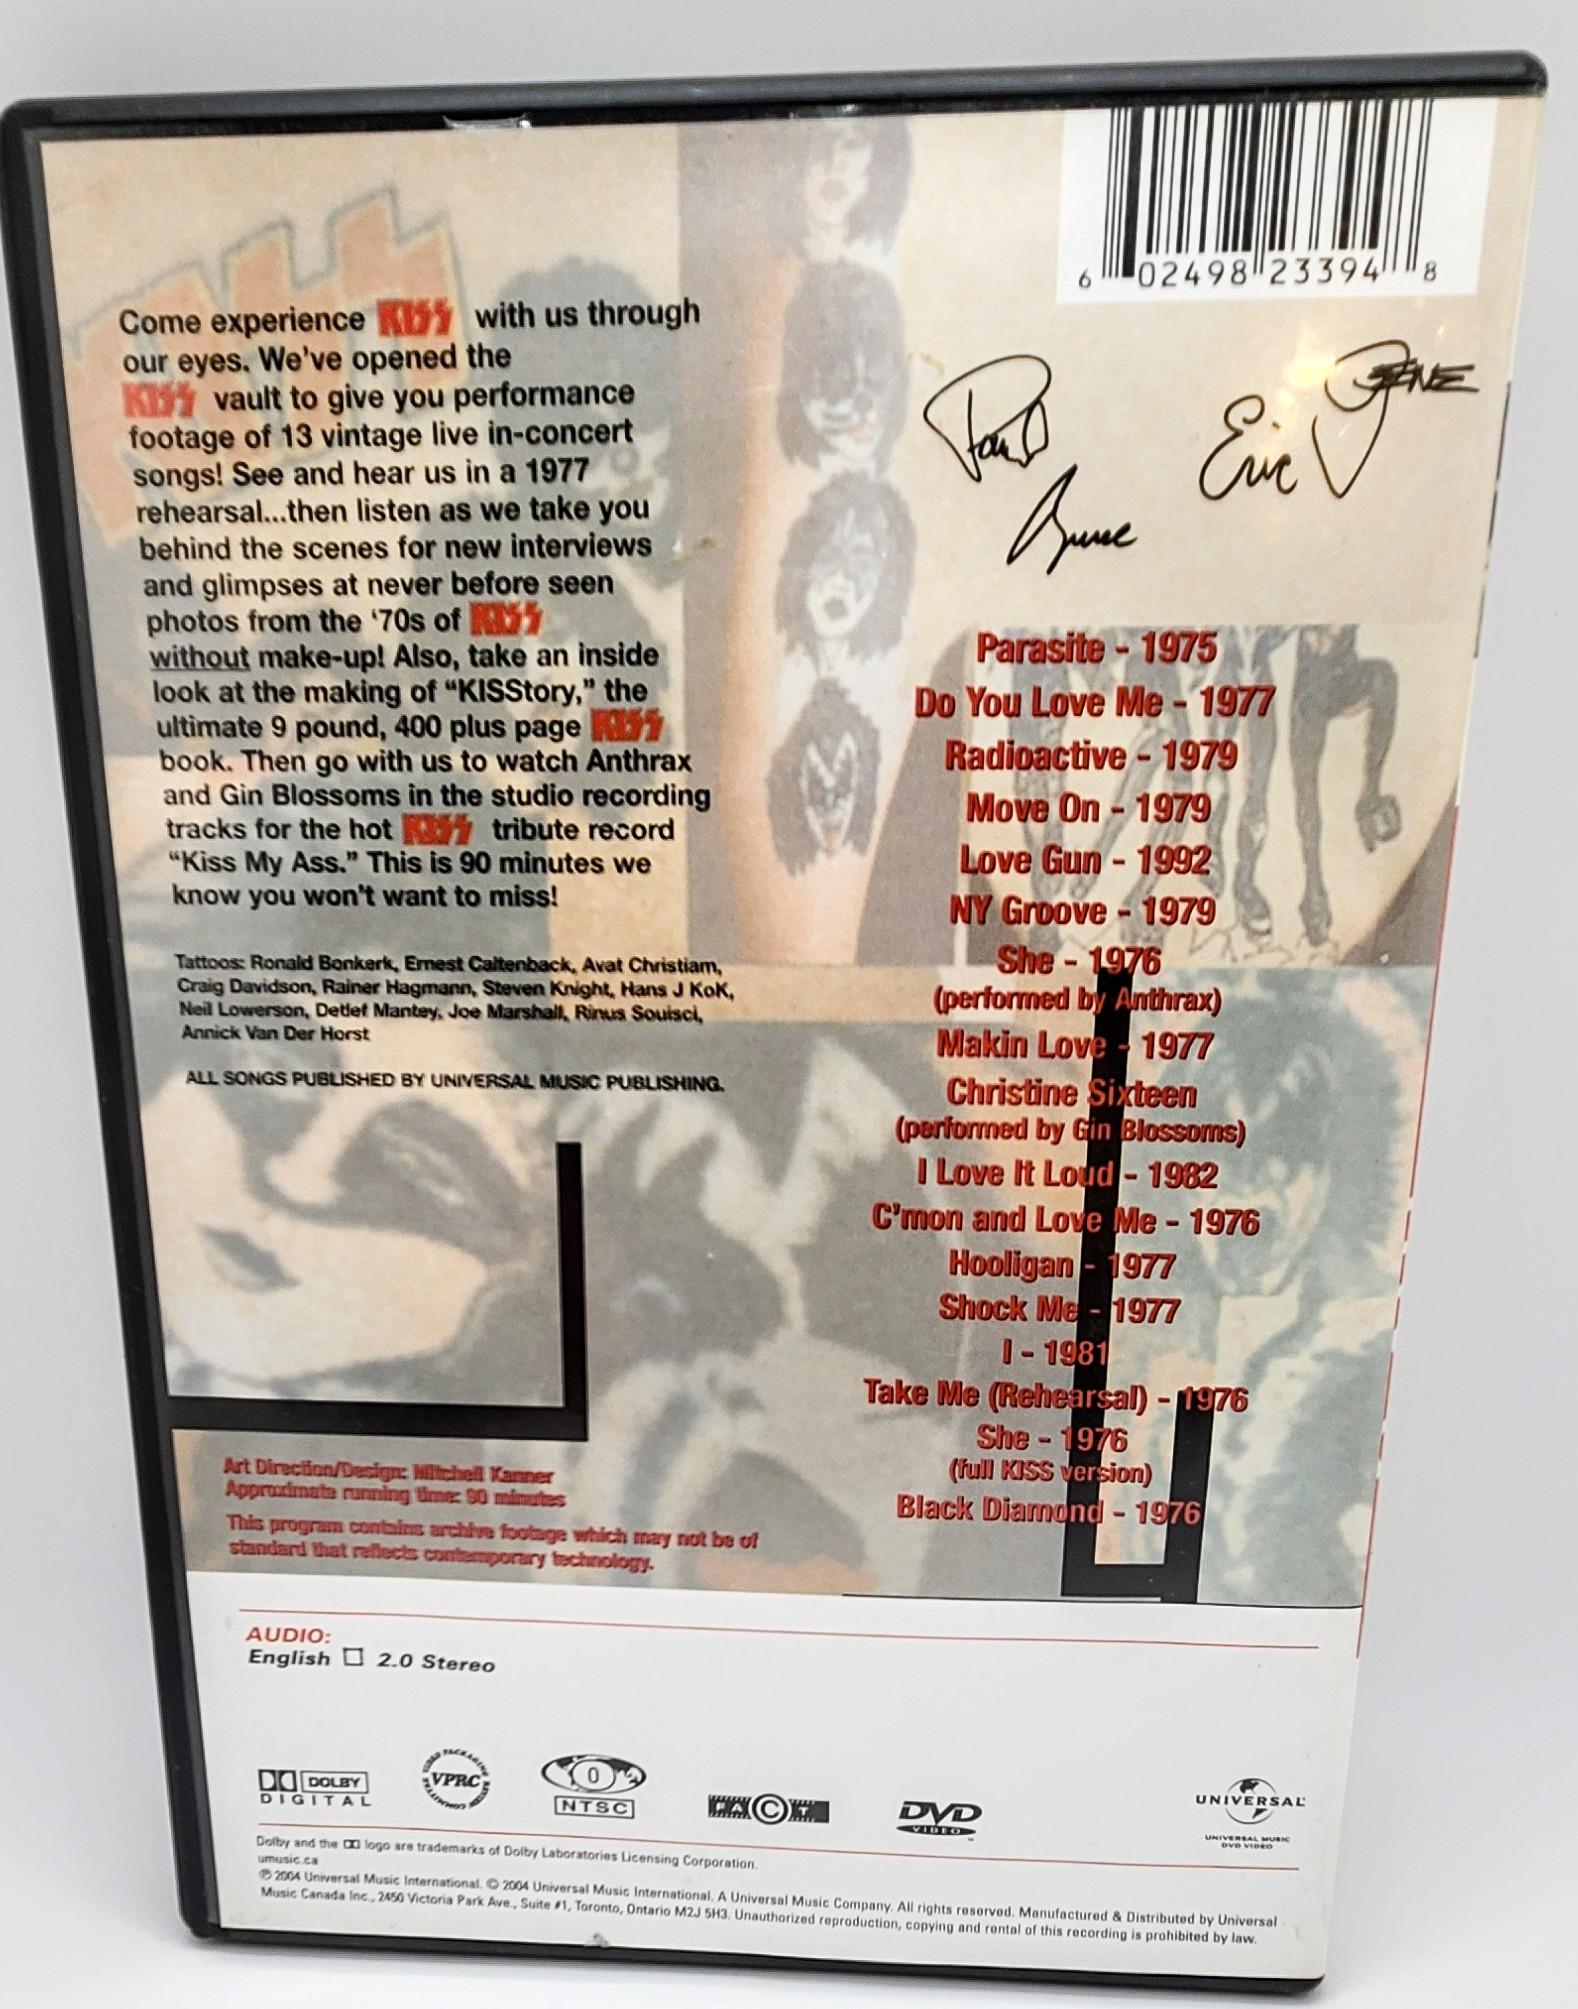 6 02498 23394 8
Come experience KISS with us through
our eyes. We've opened the
KISS vault to give you performance
footage of 13 vintage live in-concert
songs! See and hear us in a 1977
rehearsal...then listen as we take you
behind the scenes for new interviews
and glimpses at never before seen
photos from the '70s of KISS
without make-up! Also, take an inside
look at the making of "KISStory," the
ultimate 9 pound, 400 plus page KISS
book. Then go with us to watch Anthrax
and Gin Blossoms in the studio recording
tracks for the hot KISS tribute record
"Kiss My Ass." This is 90 minutes we
know you won't want to miss!
Tattoos: Ronald Bonkerk, Ernest Caltenback, Avat Christiam,
Craig Davidson, Rainer Hagmann, Steven Knight, Hans J KoK,
Neil Lowerson, Detlef Mantey, Joe Marshall, Rinus Souisci,
Annick Van Der Horst
ALL SONGS PUBLISHED BY UNIVERSAL MUSIC PUBLISHING.
Paul
Eric
GENE
Bruce
Parasite - 1975
Do You Love Me - 1977
Radioactive - 1979
Move On - 1979
Love Gun - 1992
NY Groove - 1979
She - 1976
(performed by Anthrax)
Makin Love - 1977
Christine Sixteen
(performed by Gin Blossoms)
I Love It Loud - 1982
C'mon and Love Me - 1976
Hooligan - 1977
Shock Me - 1977
I - 1981
Take Me (Rehearsal) - 1976
She - 1976
(full KISS version)
Black Diamond - 1976
Art Direction/Design: Mitchell Kanner
Approximate running time: 90 minutes
This program contains archive footage which may not be of
standard that reflects contemporary technology.
AUDIO:
English 2.0 Stereo
DOLBY
DIGITAL
VIDEO PACKAGING REVIEW COMMITTEE
VPRC
0
NTSC
FACT
DVD
VIDEO
UNIVERSAL
UNIVERSAL MUSIC
DVD VIDEO
Dolby and the logo are trademarks of Dolby Laboratories Licensing Corporation.
umusic.ca
℗ 2004 Universal Music International. © 2004 Universal Music International. A Universal Music Company. All rights reserved. Manufactured & Distributed by Universal
Music Canada Inc., 2450 Victoria Park Ave., Suite #1, Toronto, Ontario M2J 5H3. Unauthorized reproduction, copying and rental of this recording is prohibited by law.